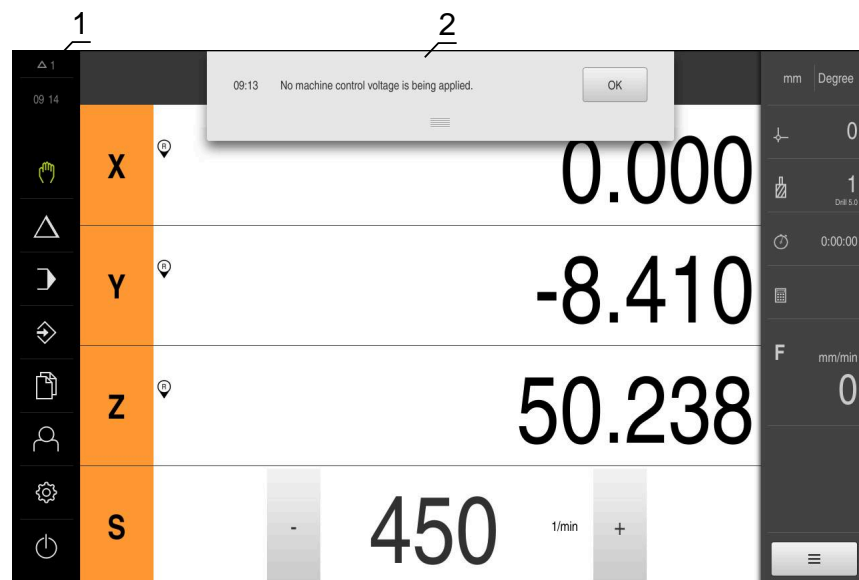 1
2
1
09 14
09:13 No machine control voltage is being applied. OK
mm Degree
X R 0.000
0
1
Drill 5.0
Y R -8.410
0:00:00
Z R 50.238
F mm/min
0
S - 450 1/min +